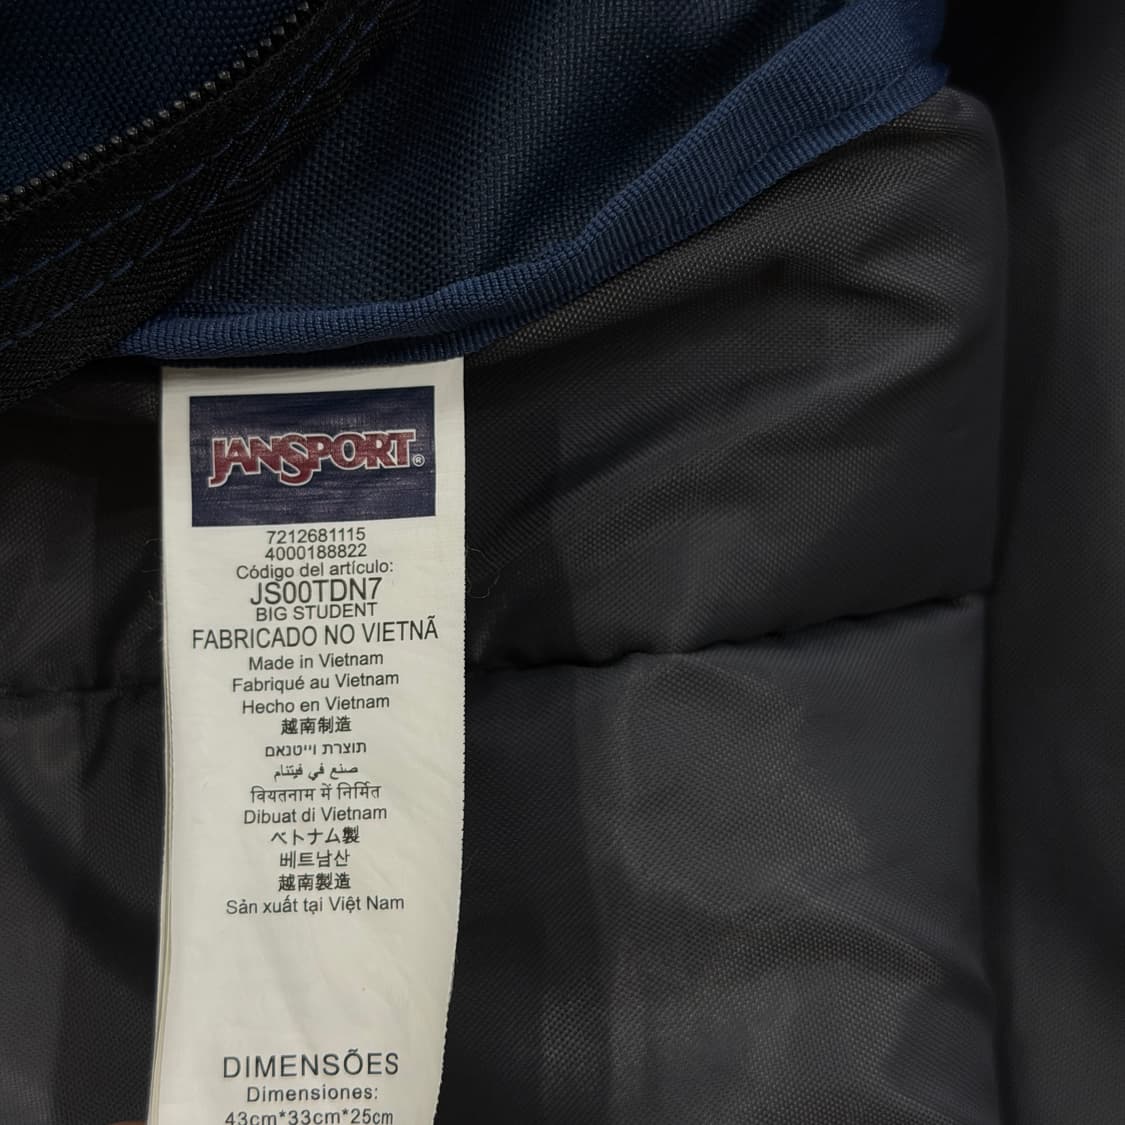 JANSPORT®
7212681115
4000188822
Código del artículo:
JS00TDN7
BIG STUDENT
FABRICADO NO VIETNÃ
Made in Vietnam
Fabriqué au Vietnam
Hecho en Vietnam
越南制造
תוצרת וייטנאם
صنع في فيتنام
वियतनाम में निर्मित
Dibuat di Vietnam
ベトナム製
베트남산
越南製造
Sản xuất tại Việt Nam
DIMENSÕES
Dimensiones:
43cm*33cm*25cm